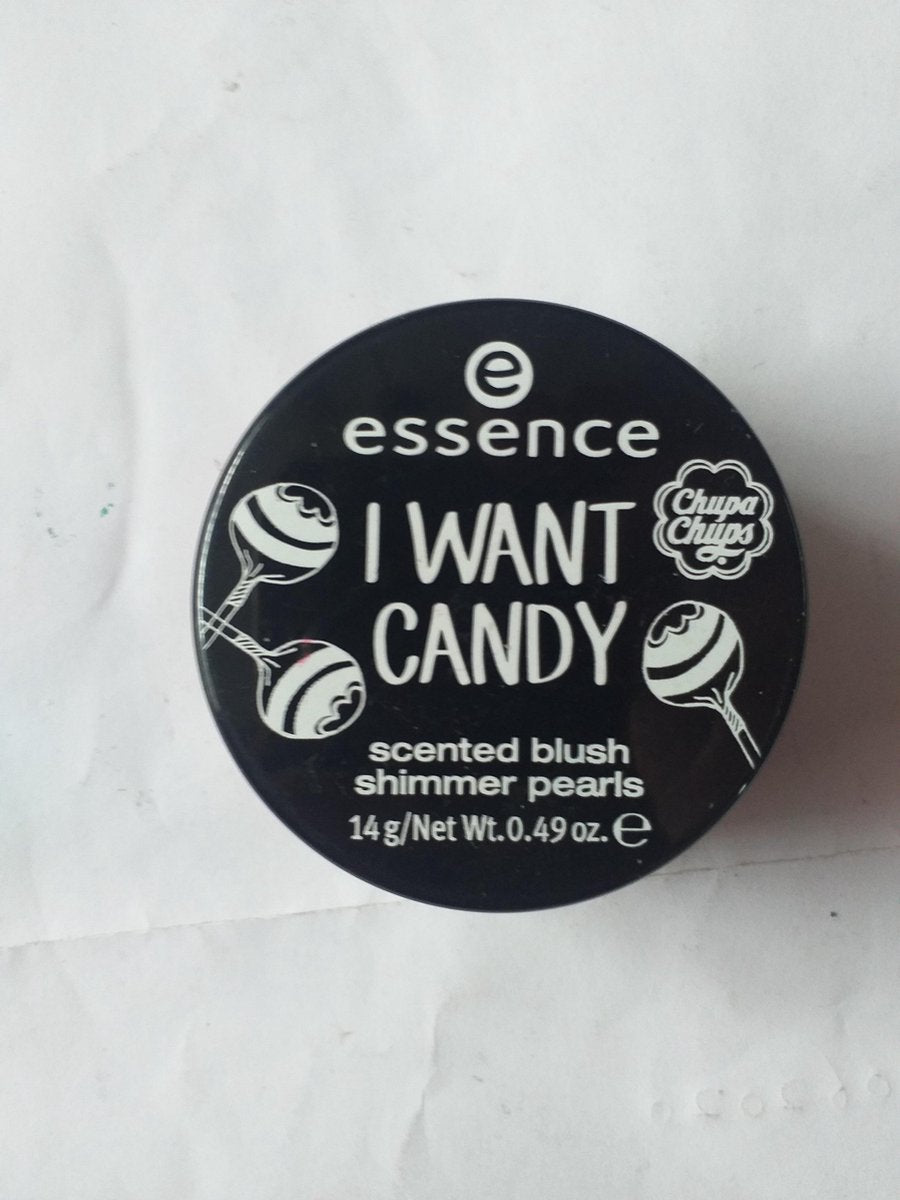 e
essence
Chupa
Chups
I WANT
CANDY
scented blush
shimmer pearls
14 g/Net Wt. 0.49 oz. ℮